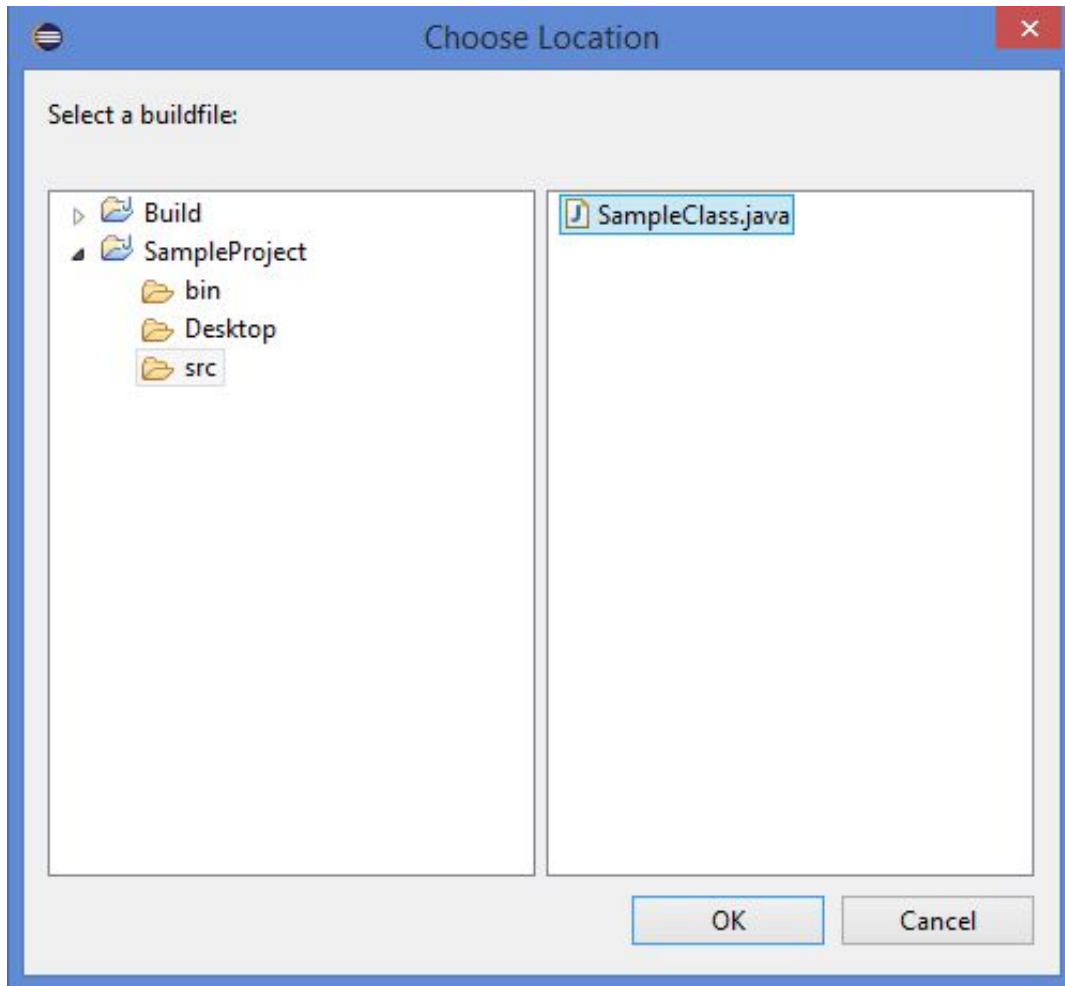 Choose Location
Select a buildfile:
Build
SampleProject
bin
Desktop
src
SampleClass.java
OK
Cancel